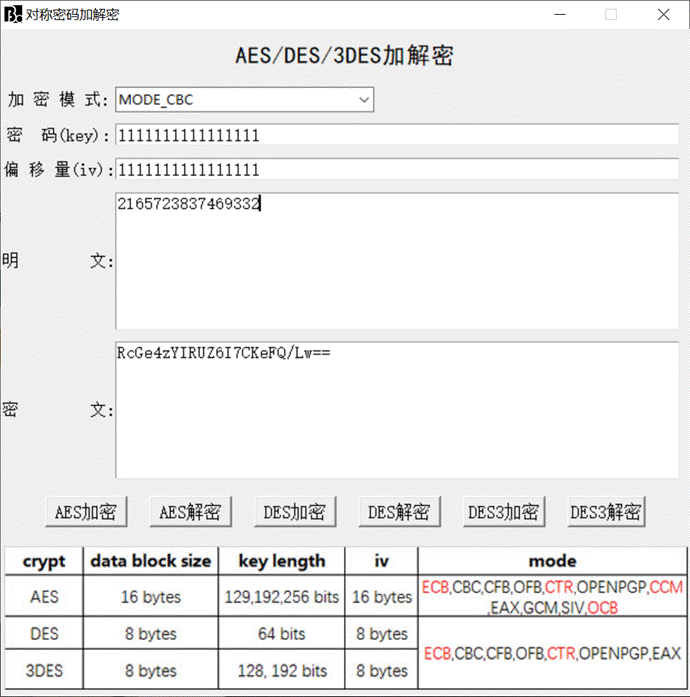 对称密码加解密
AES/DES/3DES加解密
加 密 模 式: MODE_CBC
密 码(key): 1111111111111111
偏 移 量(iv): 1111111111111111
明 文: 2165723837469332
密 文: RcGe4zYIRUZ6I7CKeFQ/Lw==
AES加密 AES解密 DES加密 DES解密 DES3加密 DES3解密
crypt data block size key length iv mode
AES 16 bytes 129,192,256 bits 16 bytes ECB,CBC,CFB,OFB,CTR,OPENPGP,CCM
,EAX,GCM,SIV,OCB
DES 8 bytes 64 bits 8 bytes ECB,CBC,CFB,OFB,CTR,OPENPGP,EAX
3DES 8 bytes 128, 192 bits 8 bytes